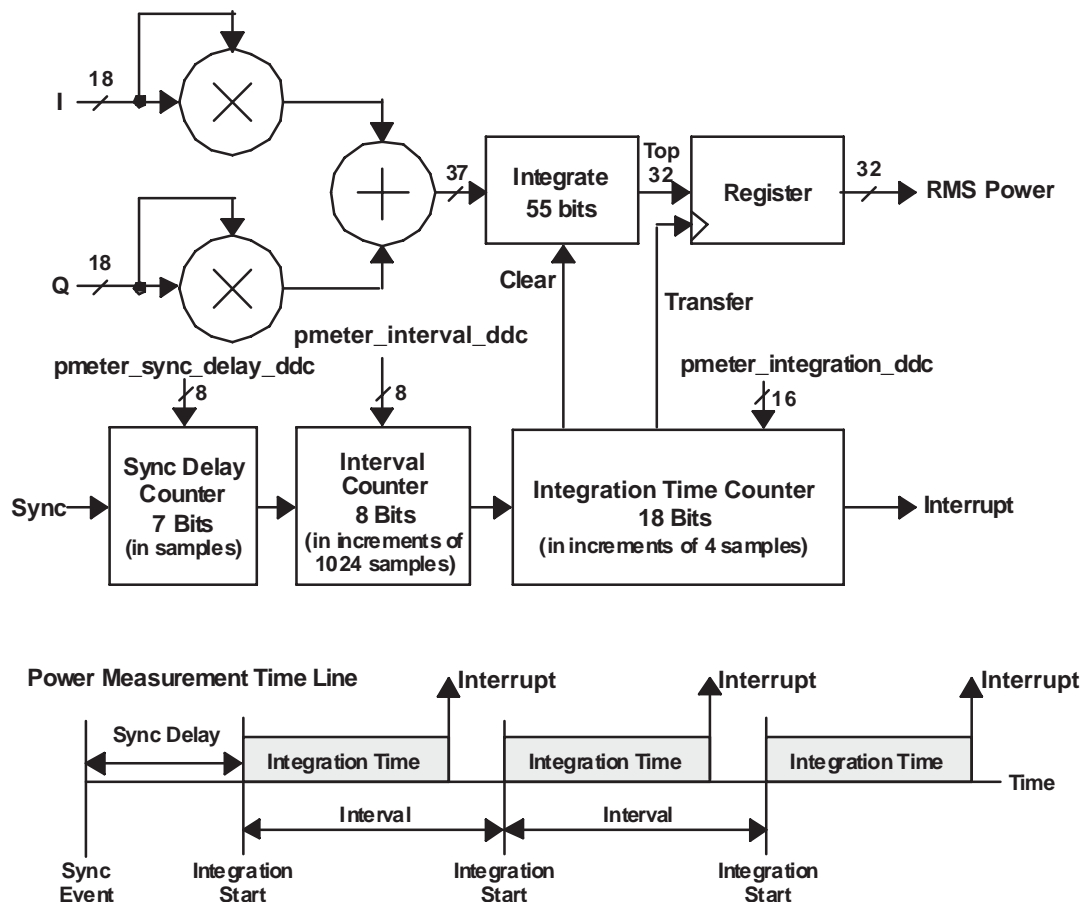 18
I
18
Q
37
Integrate
55 bits
Top
32
Register
32
RMS Power
Clear
Transfer
pmeter_sync_delay_ddc
8
pmeter_interval_ddc
8
pmeter_integration_ddc
16
Sync
Sync Delay
Counter
7 Bits
(in samples)
Interval
Counter
8 Bits
(in increments of
1024 samples)
Integration Time Counter
18 Bits
(in increments of 4 samples)
Interrupt
Power Measurement Time Line
Interrupt
Interrupt
Interrupt
Sync Delay
Integration Time
Integration Time
Integration Time
Time
Interval
Interval
Sync
Event
Integration
Start
Integration
Start
Integration
Start